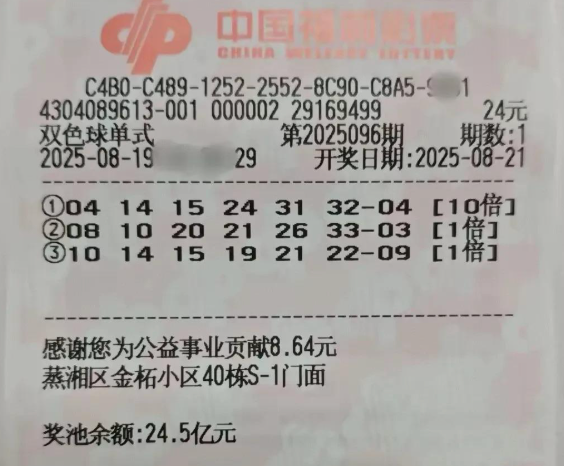 中国福利彩票
CHINA WELFARE LOTTERY
C4B0-C489-1252-2552-8C90-C8A5-
4304089613-001 000002 29169499 24元
双色球单式 第2025096期 期数:1
2025-08-19 29 开奖日期:2025-08-21
①04 14 15 24 31 32-04 [10倍]
②08 10 20 21 26 33-03 [1倍]
③10 14 15 19 21 22-09 [1倍]
感谢您为公益事业贡献8.64元
蒸湘区金柘小区40栋S-1门面
奖池余额:24.5亿元